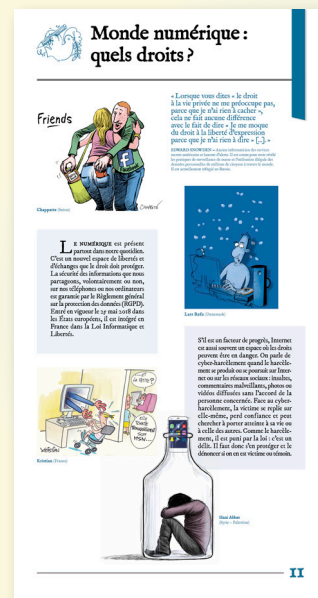 Monde numérique :
quels droits ?
Friends
« Lorsque vous dites « le droit
à la vie privée ne me préoccupe pas,
parce que je n'ai rien à cacher »,
cela ne fait aucune différence
avec le fait de dire « Je me moque
du droit à la liberté d'expression
parce que je n'ai rien à dire » [...]. »
f
Chappatte (Suisse)
Lars Refn (Danemark)
LE NUMÉRIQUE est présent
partout dans notre quotidien.
C'est un nouvel espace de libertés et
d'échanges que le droit doit protéger.
La sécurité des informations que nous
partageons, volontairement ou non,
sur nos téléphones ou nos ordinateurs
est garantie par le Règlement général
sur la protection des données (RGPD).
Entré en vigueur le 25 mai 2018 dans
les États européens, il est intégré en
France dans la Loi Informatique et
Libertés.
S'il est un facteur de progrès, Internet
est aussi souvent un espace où les droits
peuvent être en danger. On parle de
cyber-harcèlement quand le harcèle-
ment se produit ou se poursuit sur Inter-
net ou sur les réseaux sociaux : insultes,
commentaires malveillants, photos ou
vidéos diffusées sans l'accord de la
personne concernée. Face au cyber-
harcèlement, la victime se replie sur
elle-même, perd confiance et peut
chercher à porter atteinte à sa vie ou
à celle des autres. Comme le harcèle-
ment, il est puni par la loi : c'est un
délit. Il faut donc s'en protéger et le
dénoncer si on en est victime ou témoin.
Kristian (France)
Hani Abbas
(Syrie - Palestine)
11